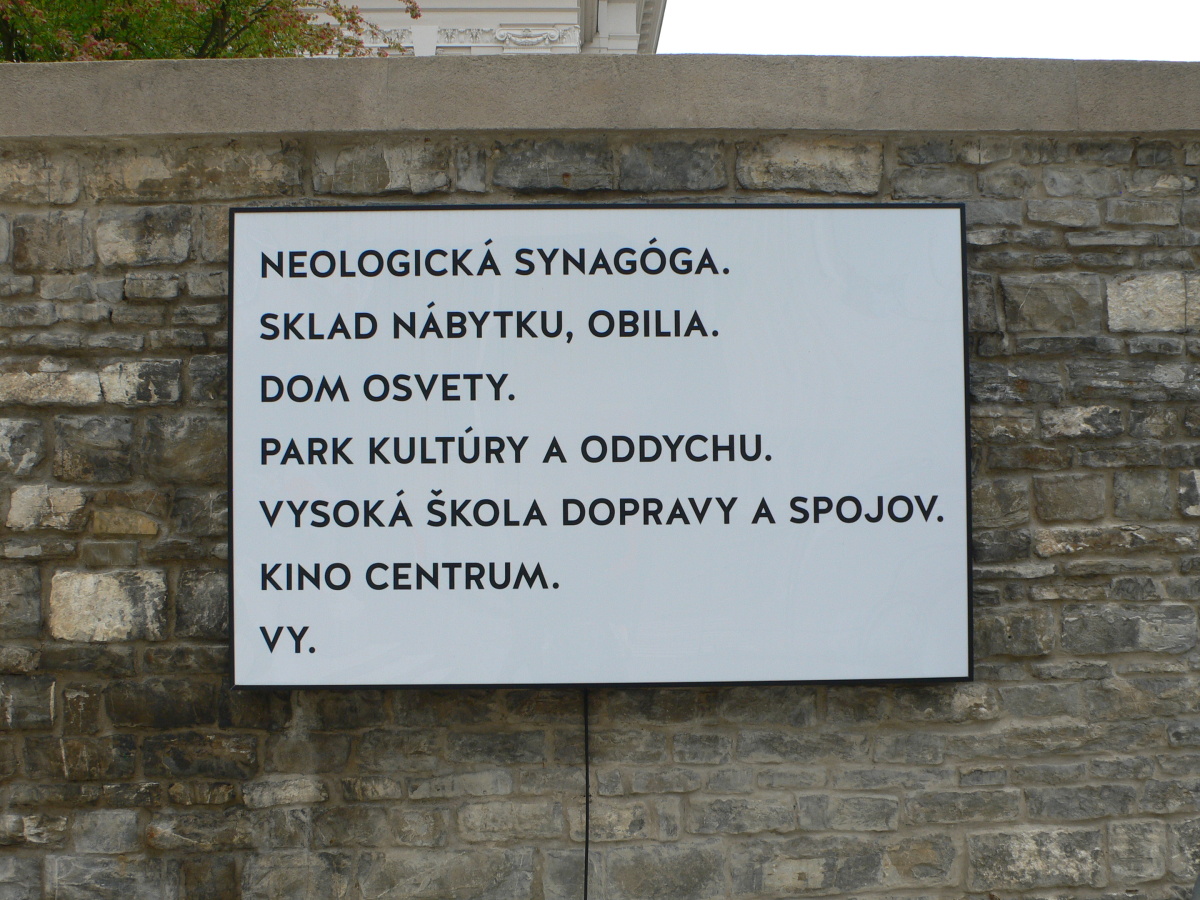 NEOLOGICKÁ SYNAGÓGA.
SKLAD NÁBYTKU, OBILIA.
DOM OSVETY.
PARK KULTÚRY A ODDYCHU.
VYSOKÁ ŠKOLA DOPRAVY A SPOJOV.
KINO CENTRUM.
VY.